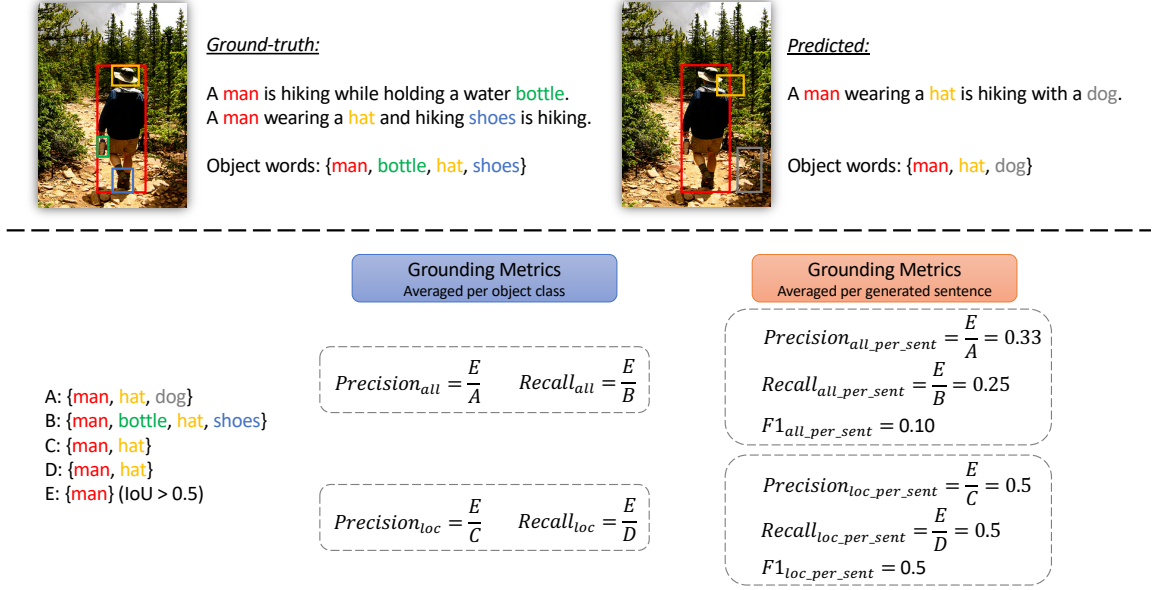 Ground-truth:
A man is hiking while holding a water bottle.
A man wearing a hat and hiking shoes is hiking.
Object words: {man, bottle, hat, shoes}
Predicted:
A man wearing a hat is hiking with a dog.
Object words: {man, hat, dog}
Grounding Metrics
Averaged per object class
Grounding Metrics
Averaged per generated sentence
A: {man, hat, dog}
B: {man, bottle, hat, shoes}
C: {man, hat}
D: {man, hat}
E: {man} (IoU > 0.5)
Precision_all = E/A Recall_all = E/B
Precision_loc = E/C Recall_loc = E/D
Precision_all_per_sent = E/A = 0.33
Recall_all_per_sent = E/B = 0.25
F1_all_per_sent = 0.10
Precision_loc_per_sent = E/C = 0.5
Recall_loc_per_sent = E/D = 0.5
F1_loc_per_sent = 0.5